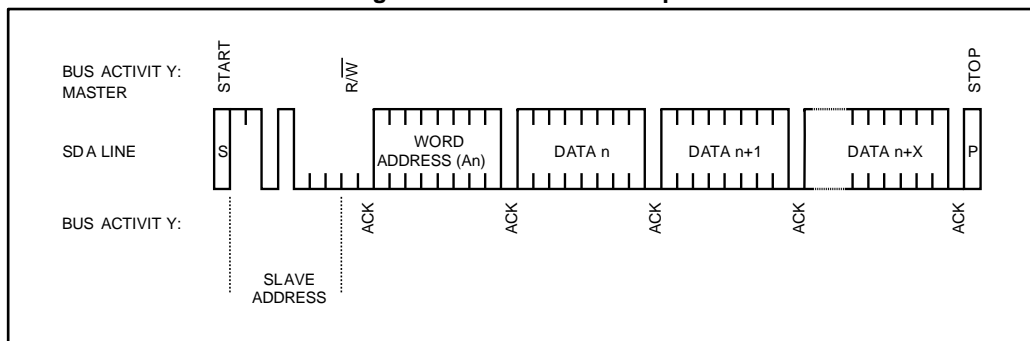 BUS ACTIVIT Y:
MASTER
START
R/W
STOP
SDA LINE
S
WORD
ADDRESS (An)
DATA n
DATA n+1
DATA n+X
P
BUS ACTIVIT Y:
ACK
ACK
ACK
ACK
ACK
SLAVE
ADDRESS